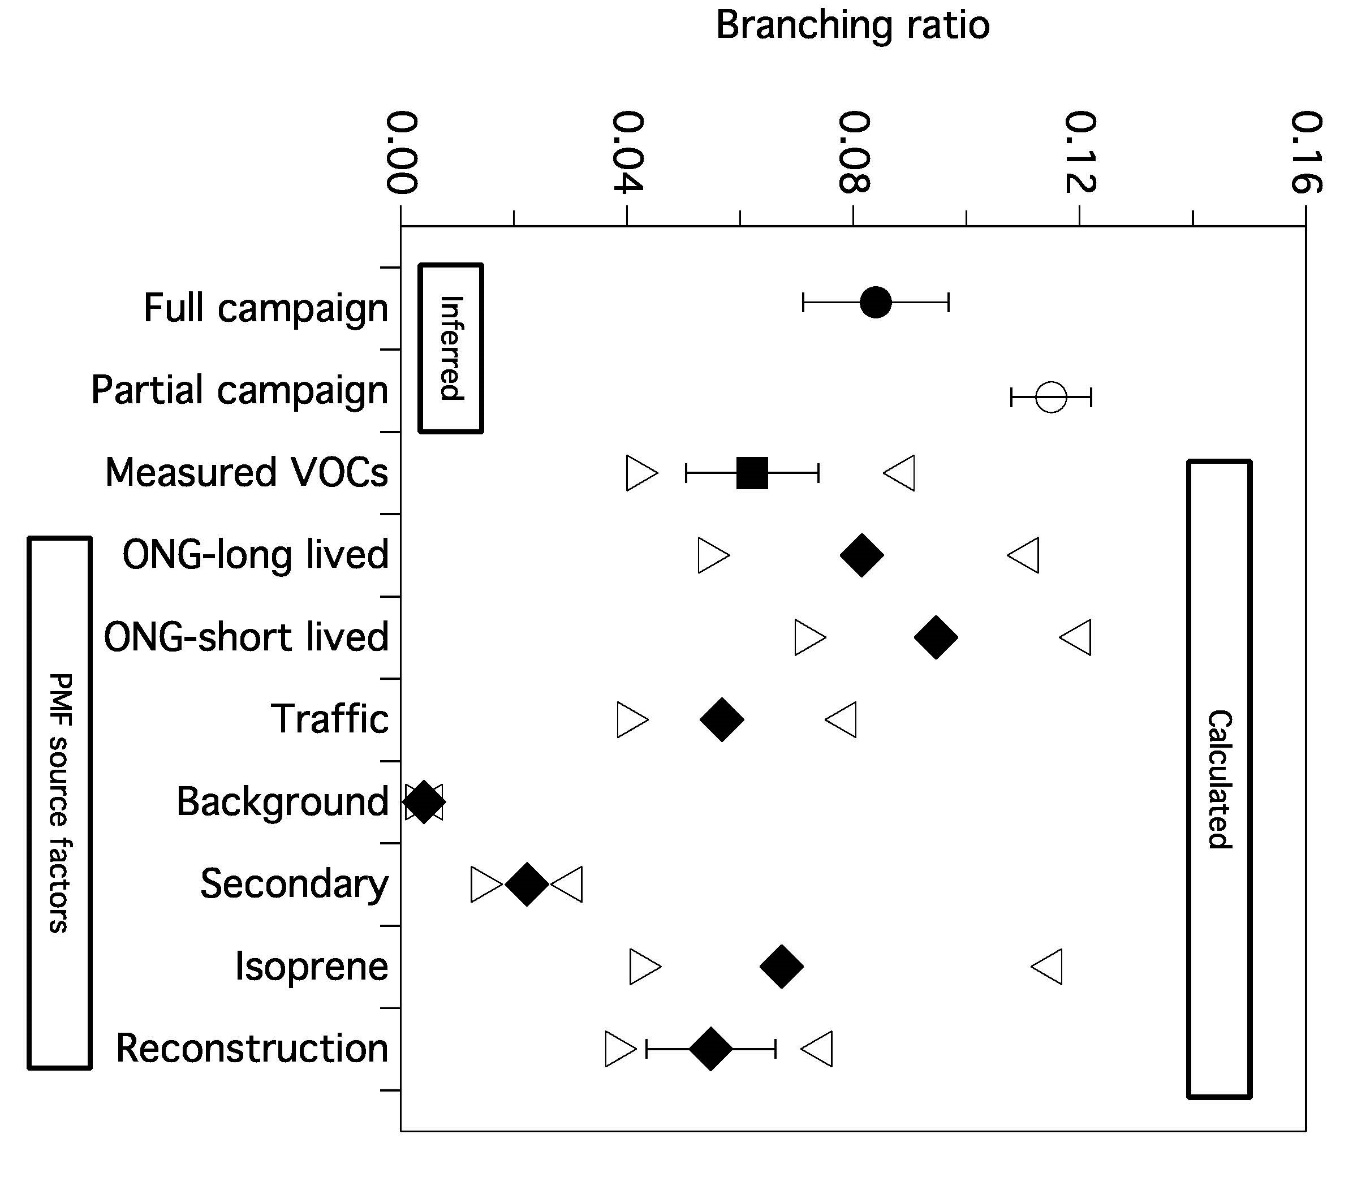 Branching ratio
0.00
0.04
0.08
0.12
0.16
Full campaign
Partial campaign
Measured VOCs
ONG-long lived
ONG-short lived
Traffic
Background
Secondary
Isoprene
Reconstruction
Inferred
Calculated
PMF source factors